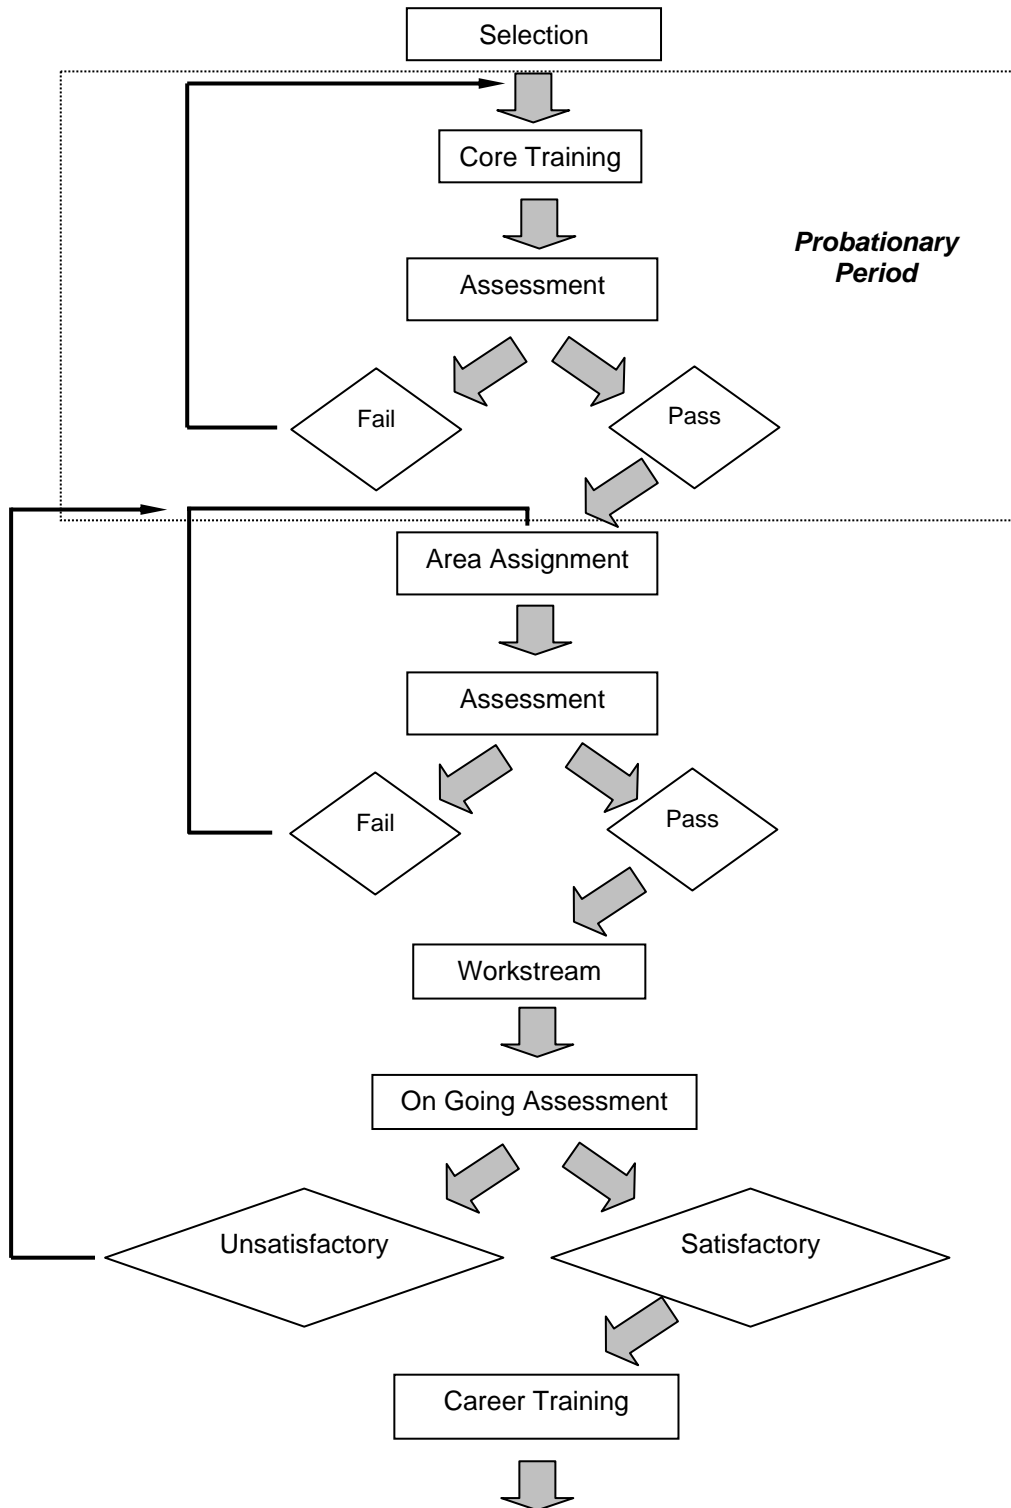 Selection
Core Training
Probationary
Period
Assessment
Fail
Pass
Area Assignment
Assessment
Fail
Pass
Workstream
On Going Assessment
Unsatisfactory
Satisfactory
Career Training